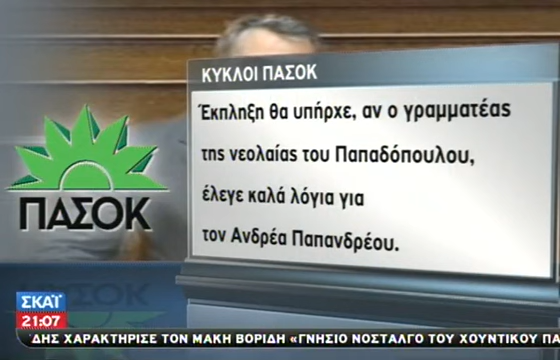 ΚΥΚΛΟΙ ΠΑΣΟΚ
Έκπληξη θα υπήρχε, αν ο γραμματέας
της νεολαίας του Παπαδόπουλου,
έλεγε καλά λόγια για
τον Ανδρέα Παπανδρέου.
ΠΑΣΟΚ
ΣΚΑΪ
21:07
ΔΗΣ ΧΑΡΑΚΤΗΡΙΣΕ ΤΟΝ ΜΑΚΗ ΒΟΡΙΔΗ «ΓΝΗΣΙΟ ΝΟΣΤΑΛΓΟ ΤΟΥ ΧΟΥΝΤΙΚΟΥ Π